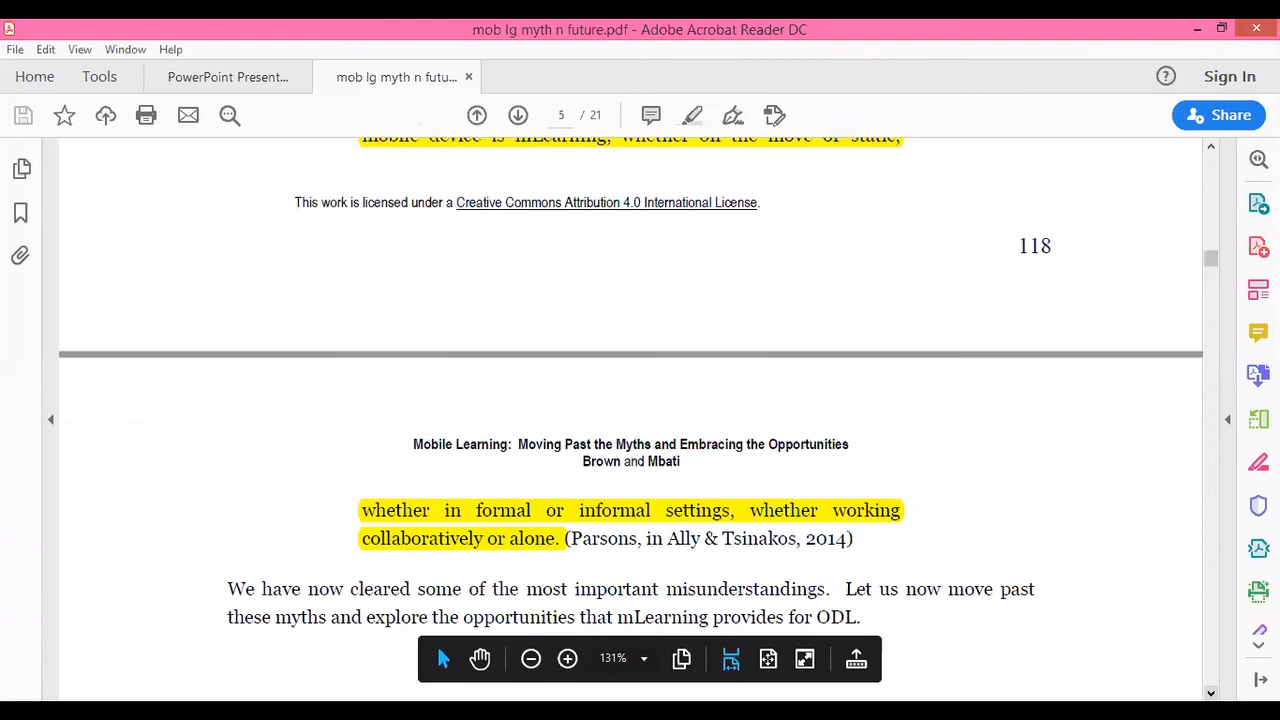 mob lg myth n future.pdf - Adobe Acrobat Reader DC
File Edit View Window Help
Home Tools PowerPoint Present... mob lg myth n futu... × Sign In
5 / 21 Share
mobile device is mLearning, whether on the move or static,
This work is licensed under a Creative Commons Attribution 4.0 International License.
118
Mobile Learning: Moving Past the Myths and Embracing the Opportunities
Brown and Mbati
whether in formal or informal settings, whether working
collaboratively or alone. (Parsons, in Ally & Tsinakos, 2014)
We have now cleared some of the most important misunderstandings. Let us now move past
these myths and explore the opportunities that mLearning provides for ODL.
131%